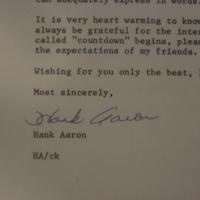 can adequately express in words.
It is very heart warming to know
always be grateful for the inter
called "countdown" begins, plea
the expectations of my friends.
Wishing for you only the best, I
Most sincerely,
Hank Aaron
Hank Aaron
HA/ck